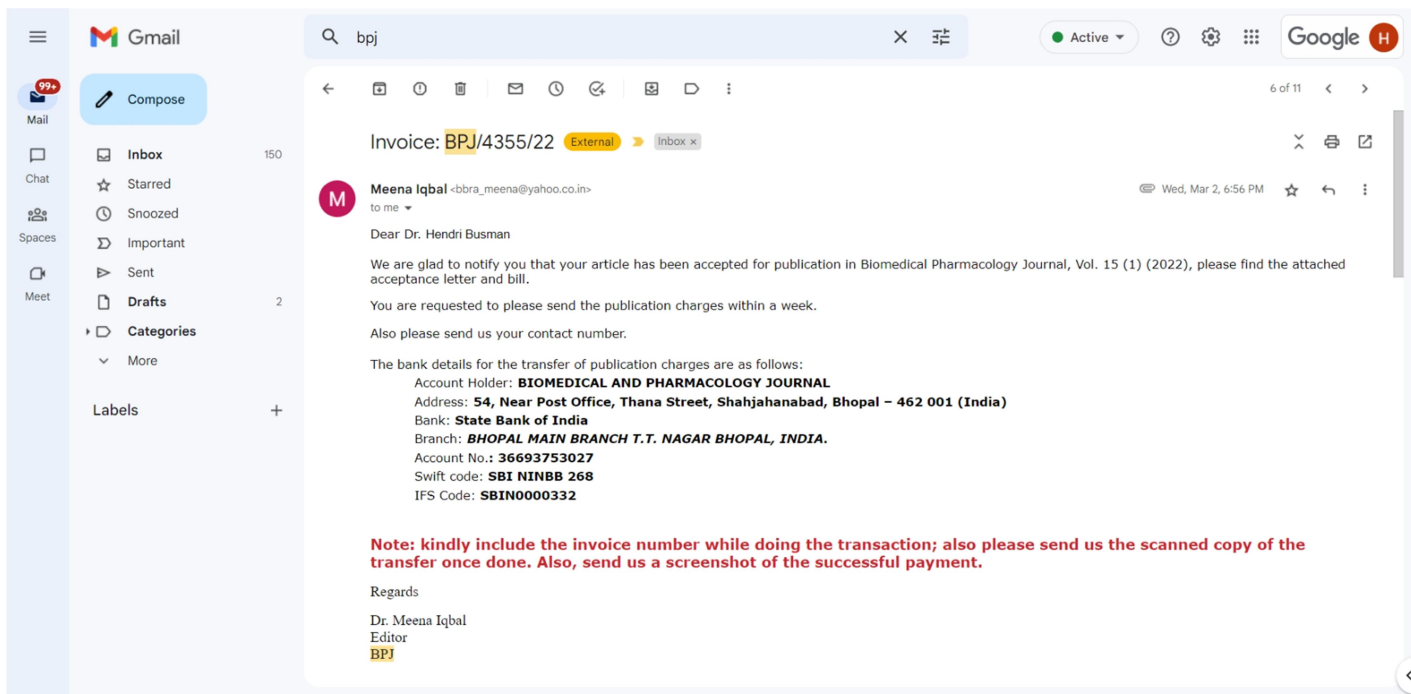 Gmail
bpj
Active
Google H
99+
Mail
Compose
6 of 11
Invoice: BPJ/4355/22 External Inbox ×
Inbox 150
Chat
Starred
M
Meena Iqbal <bbra_meena@yahoo.co.in> Wed, Mar 2, 6:56 PM
to me
Snoozed
Spaces
Important
Sent
Meet
Drafts 2
Categories
More
Labels +
Dear Dr. Hendri Busman
We are glad to notify you that your article has been accepted for publication in Biomedical Pharmacology Journal, Vol. 15 (1) (2022), please find the attached
acceptance letter and bill.
You are requested to please send the publication charges within a week.
Also please send us your contact number.
The bank details for the transfer of publication charges are as follows:
Account Holder: BIOMEDICAL AND PHARMACOLOGY JOURNAL
Address: 54, Near Post Office, Thana Street, Shahjahanabad, Bhopal – 462 001 (India)
Bank: State Bank of India
Branch: BHOPAL MAIN BRANCH T.T. NAGAR BHOPAL, INDIA.
Account No.: 36693753027
Swift code: SBI NINBB 268
IFS Code: SBIN0000332
Note: kindly include the invoice number while doing the transaction; also please send us the scanned copy of the
transfer once done. Also, send us a screenshot of the successful payment.
Regards
Dr. Meena Iqbal
Editor
BPJ